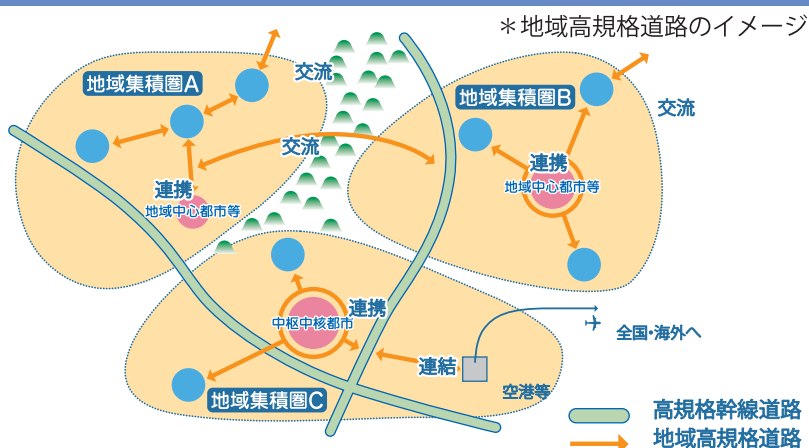 ＊地域高規格道路のイメージ
地域集積圏A
交流
地域集積圏B
交流
交流
連携
地域中心都市等
連携
地域中心都市等
連携
中枢中核都市
連結
全国・海外へ
空港等
地域集積圏C
高規格幹線道路
地域高規格道路